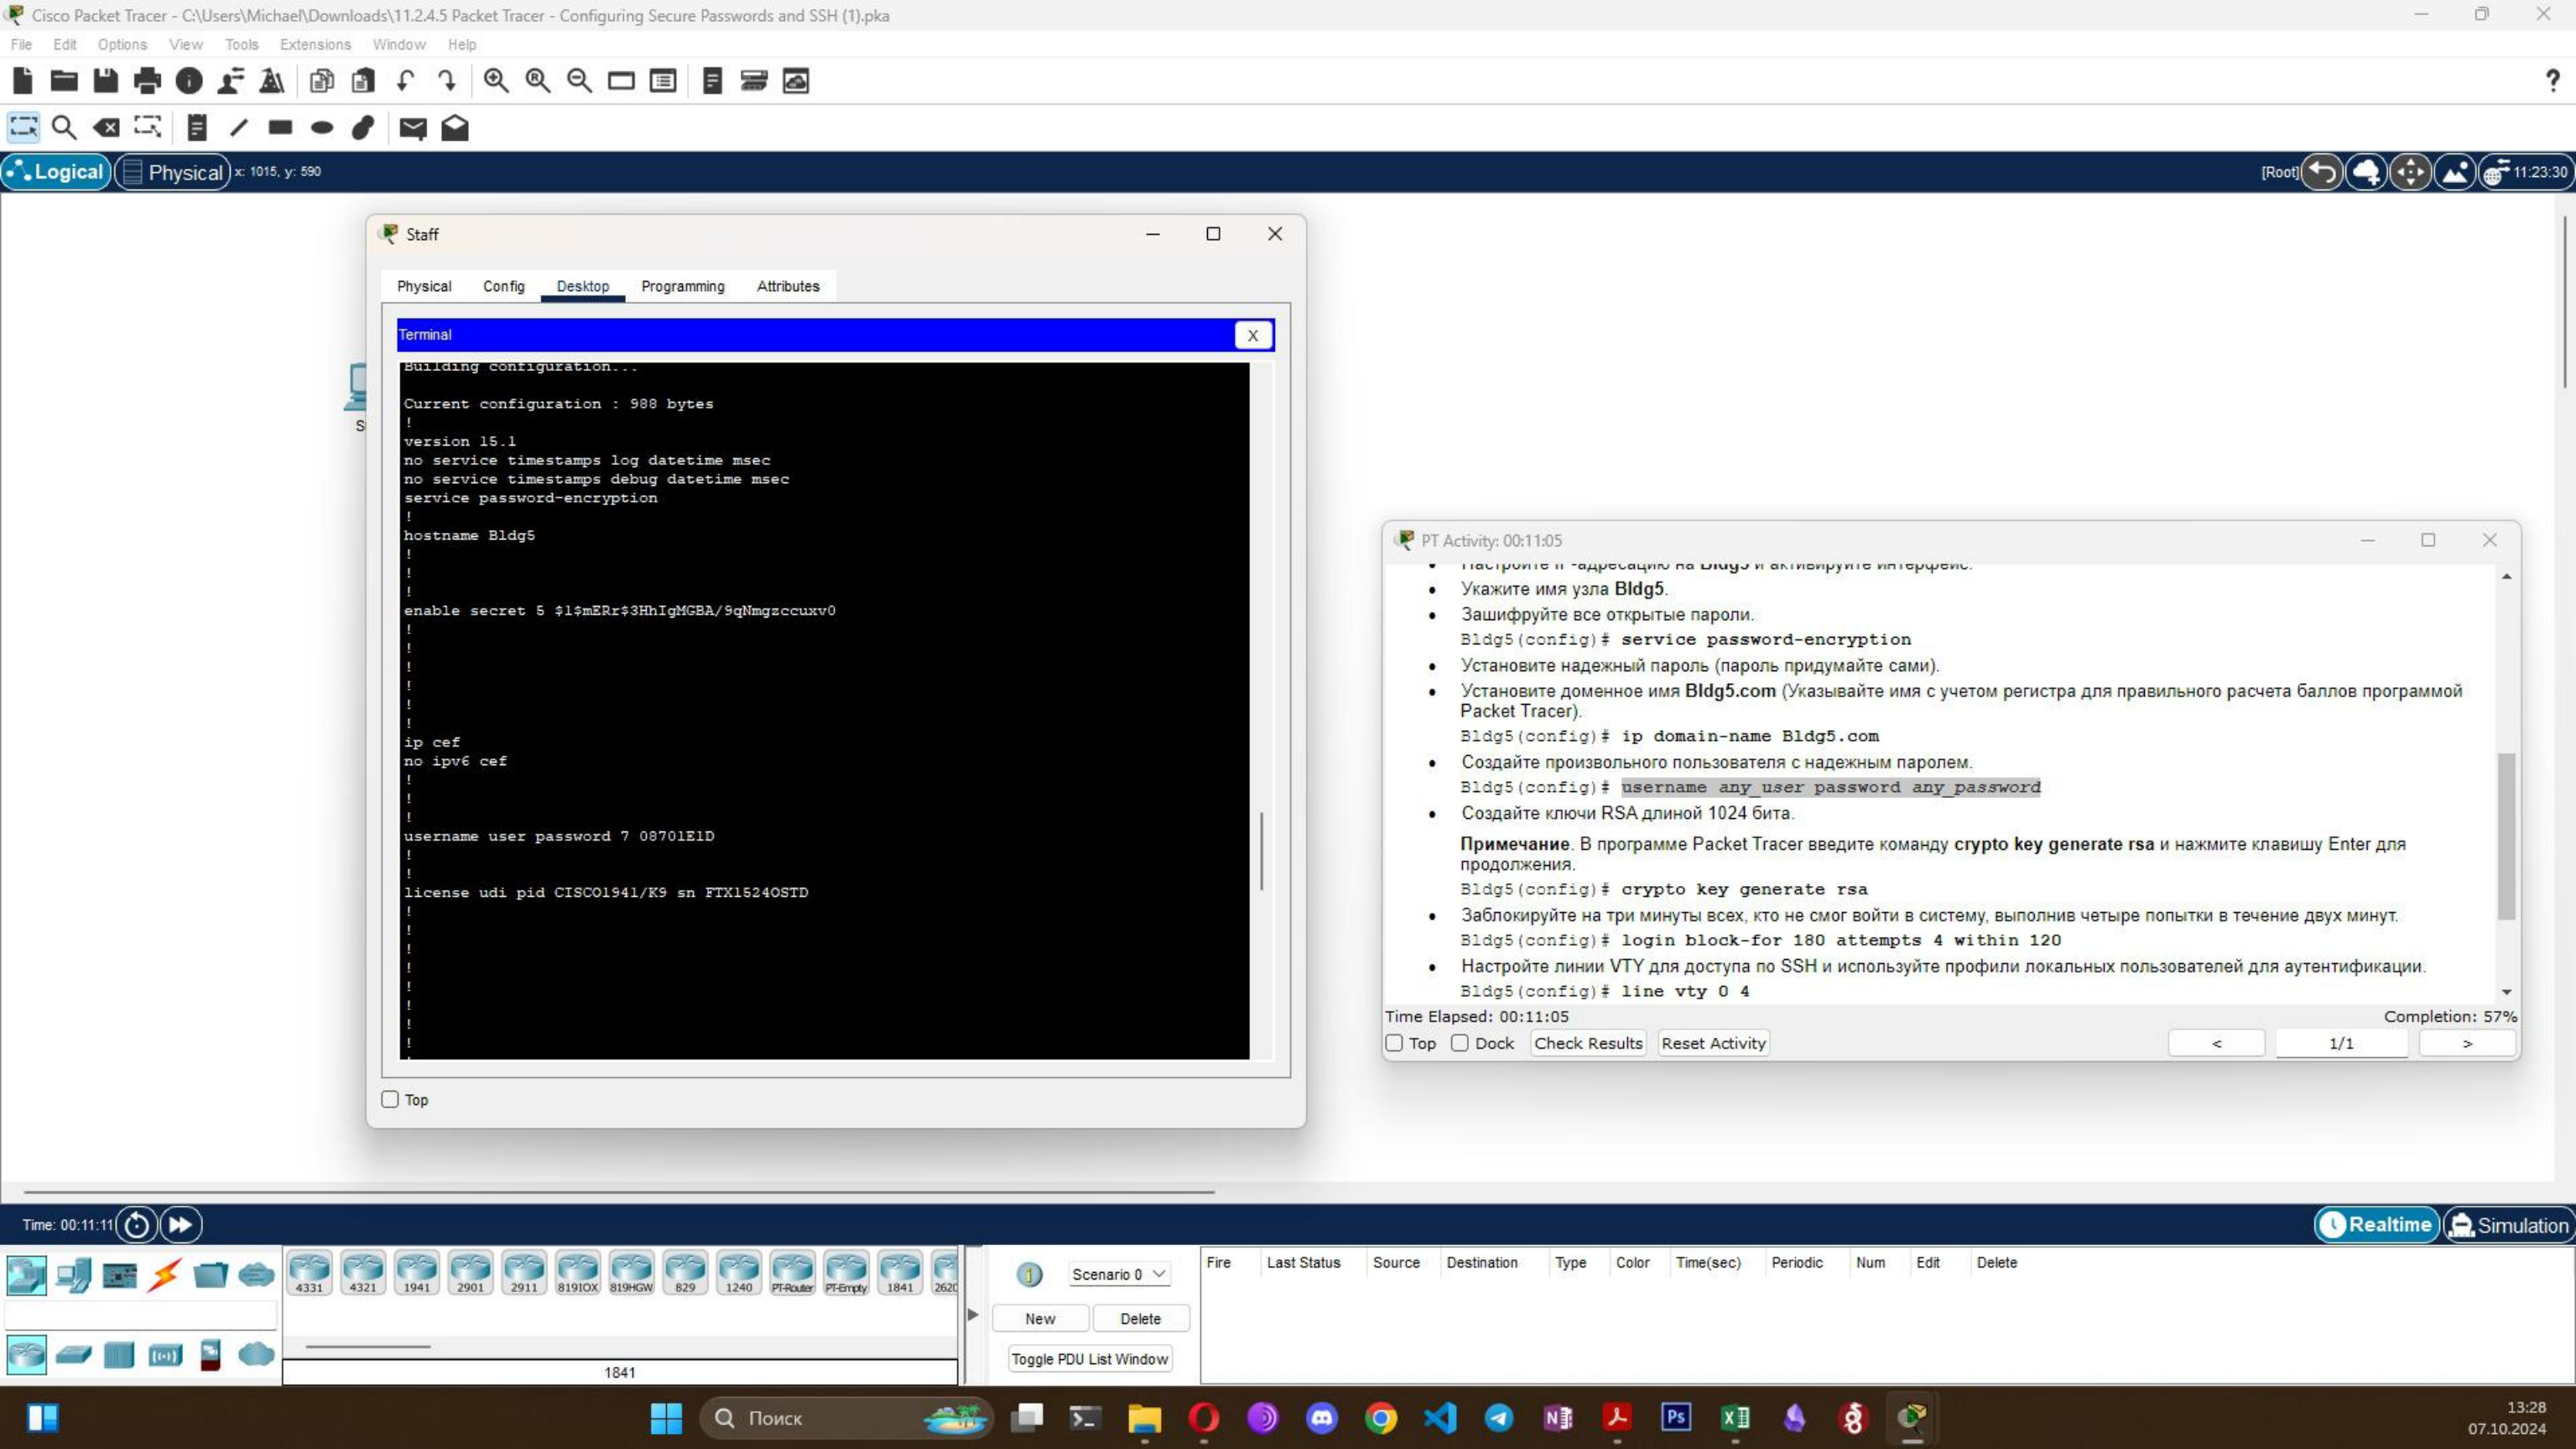 Cisco Packet Tracer - C:\Users\Michael\Downloads\11.2.4.5 Packet Tracer - Configuring Secure Passwords and SSH (1).pka
File Edit Options View Tools Extensions Window Help
?
Logical Physical x: 1015, y: 590 [Root] 11:23:30
Staff
Physical Config Desktop Programming Attributes
Terminal X
Building configuration...
Current configuration : 988 bytes
!
version 15.1
no service timestamps log datetime msec
no service timestamps debug datetime msec
service password-encryption
!
hostname Bldg5
!
!
!
enable secret 5 $1$mERr$3HhIgMGBA/9qNmgzccuxv0
!
!
!
!
!
!
ip cef
no ipv6 cef
!
!
!
username user password 7 08701E1D
!
!
license udi pid CISCO1941/K9 sn FTX1524OSTD
!
!
!
!
!
!
!
!
Top
PT Activity: 00:11:05
Настройте IP-адресацию на Bldg5 и активируйте интерфейс.
• Укажите имя узла Bldg5.
• Зашифруйте все открытые пароли.
Bldg5(config)# service password-encryption
• Установите надежный пароль (пароль придумайте сами).
• Установите доменное имя Bldg5.com (Указывайте имя с учетом регистра для правильного расчета баллов программой
Packet Tracer).
Bldg5(config)# ip domain-name Bldg5.com
• Создайте произвольного пользователя с надежным паролем.
Bldg5(config)# username any_user password any_password
• Создайте ключи RSA длиной 1024 бита.
Примечание. В программе Packet Tracer введите команду crypto key generate rsa и нажмите клавишу Enter для
продолжения.
Bldg5(config)# crypto key generate rsa
• Заблокируйте на три минуты всех, кто не смог войти в систему, выполнив четыре попытки в течение двух минут.
Bldg5(config)# login block-for 180 attempts 4 within 120
• Настройте линии VTY для доступа по SSH и используйте профили локальных пользователей для аутентификации.
Bldg5(config)# line vty 0 4
Time Elapsed: 00:11:05 Completion: 57%
Top Dock Check Results Reset Activity < 1/1 >
Time: 00:11:11 Realtime Simulation
4331 4321 1941 2901 2911 819IOX 819HGW 829 1240 PT-Router PT-Empty 1841
1841
Scenario 0
New Delete
Toggle PDU List Window
Fire Last Status Source Destination Type Color Time(sec) Periodic Num Edit Delete
Поиск
Ps
13:28
07.10.2024